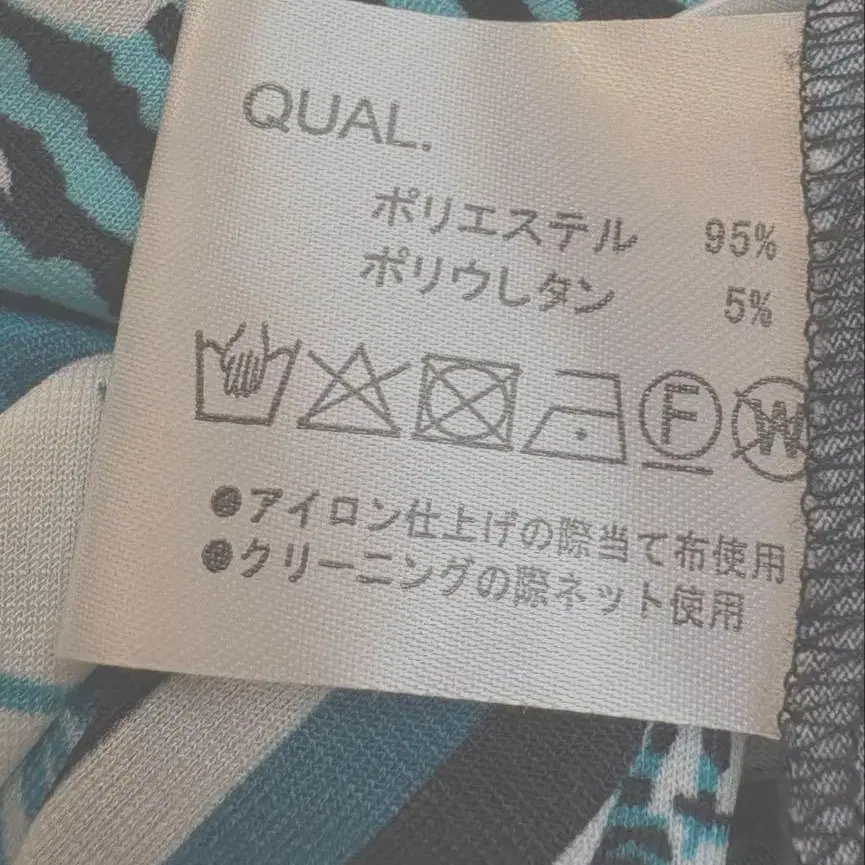 QUAL.
ポリエステル 95%
ポリウレタン 5%
F W
●アイロン仕上げの際当て布使用
●クリーニングの際ネット使用